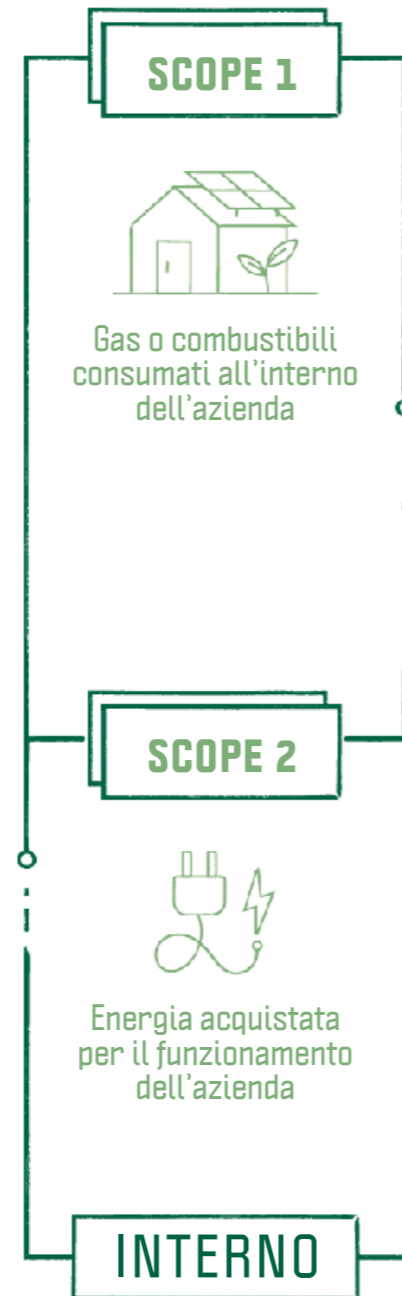 SCOPE 1
Gas o combustibili
consumati all'interno
dell'azienda
SCOPE 2
Energia acquistata
per il funzionamento
dell'azienda
INTERNO